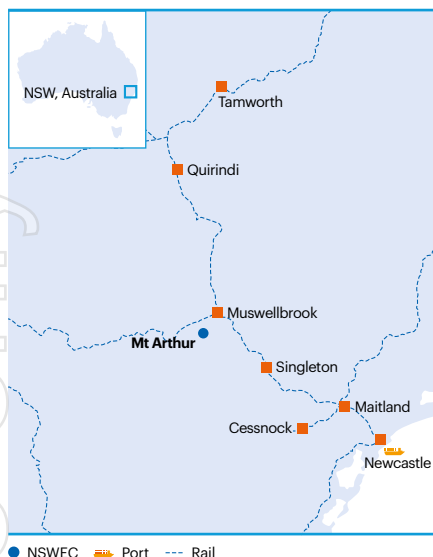 NSW, Australia
Tamworth
Quirindi
Muswellbrook
Mt Arthur
Singleton
Maitland
Cessnock
Newcastle
NSWEC Port Rail